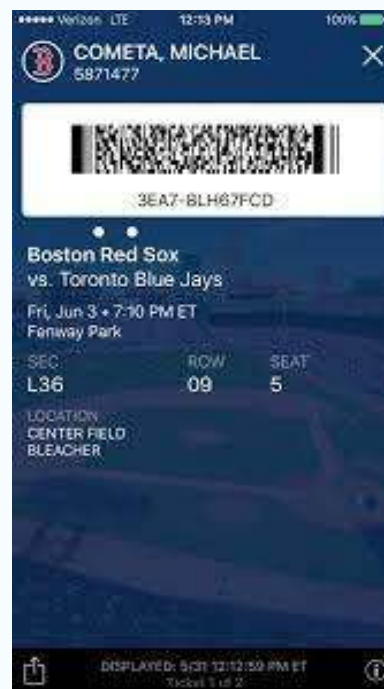 Verizon LTE 12:13 PM 100%
B
COMETA, MICHAEL
5871477
3EA7-8LH67FCD
Boston Red Sox
vs. Toronto Blue Jays
Fri, Jun 3 • 7:10 PM ET
Fenway Park
SEC ROW SEAT
L36 09 5
LOCATION
CENTER FIELD
BLEACHER
DISPLAYED: 5/31 12:12:59 PM ET
Ticket 1 of 2